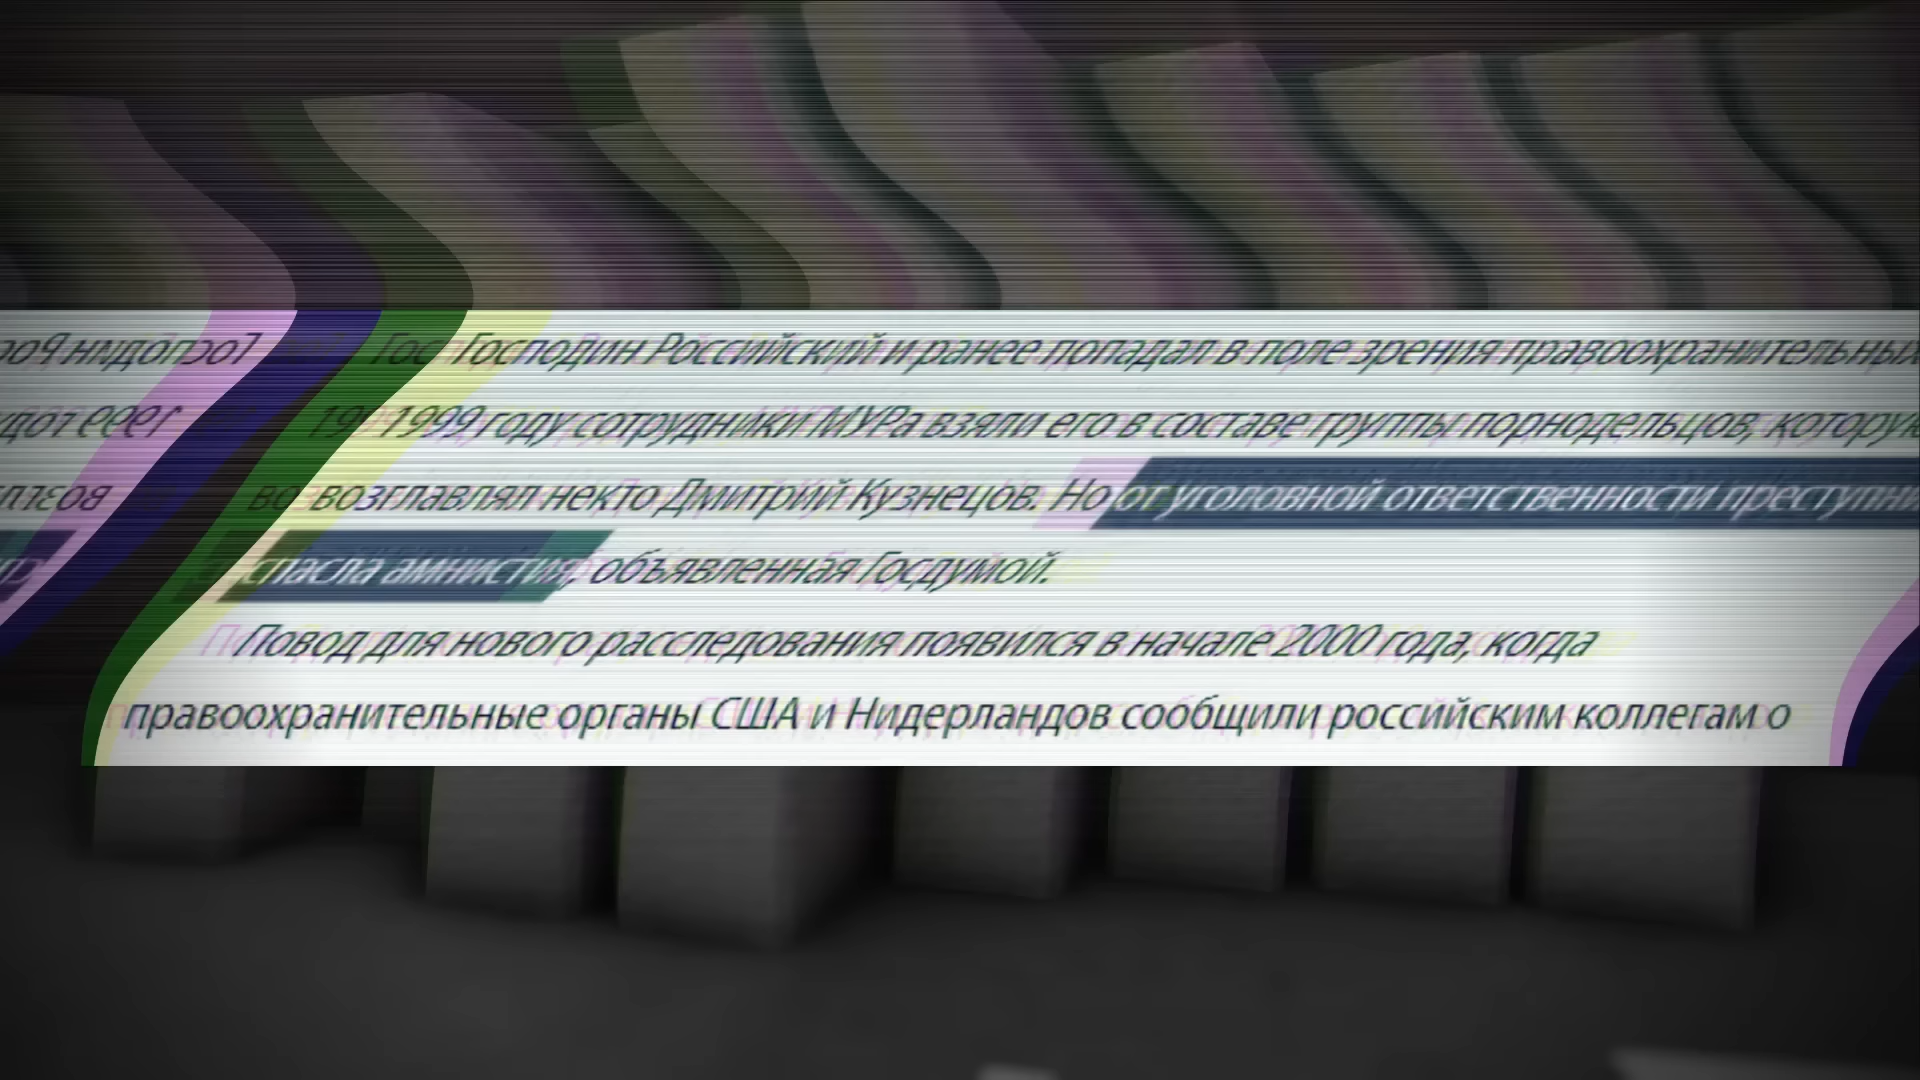 Господин Российский и ранее попадал в поле зрения правоохранительных
1999 году сотрудники МУРа взяли его в составе группы порнодельцов, которую
возглавлял некто Дмитрий Кузнецов. Но от уголовной ответственности преступни
спасла амнистия, объявленная Госдумой.
Повод для нового расследования появился в начале 2000 года, когда
правоохранительные органы США и Нидерландов сообщили российским коллегам о